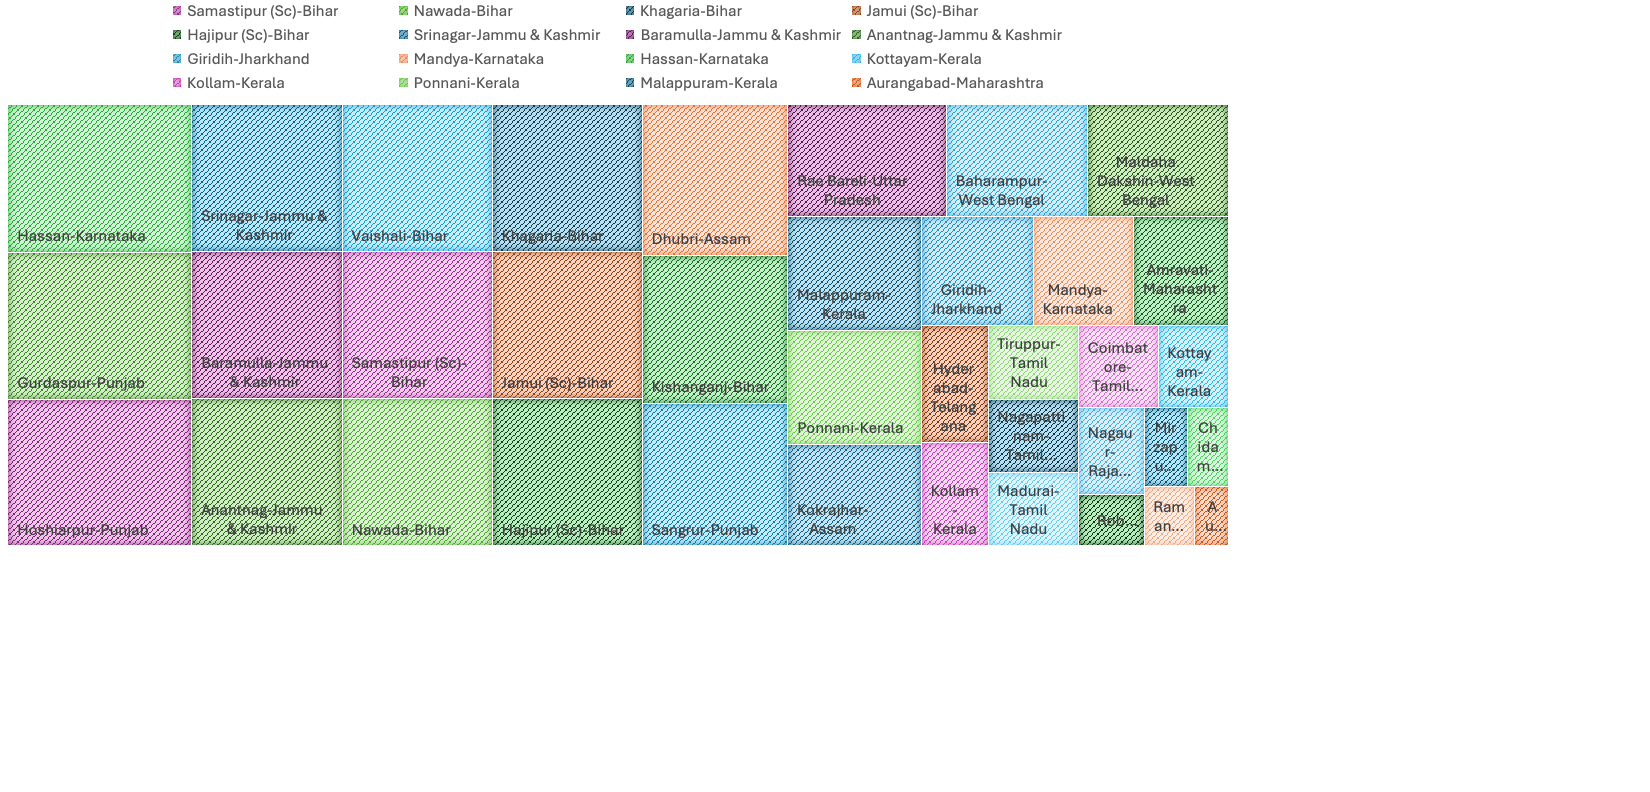 Samastipur (Sc)-Bihar
Nawada-Bihar
Khagaria-Bihar
Jamui (Sc)-Bihar
Hajipur (Sc)-Bihar
Srinagar-Jammu & Kashmir
Baramulla-Jammu & Kashmir
Anantnag-Jammu & Kashmir
Giridih-Jharkhand
Mandya-Karnataka
Hassan-Karnataka
Kottayam-Kerala
Kollam-Kerala
Ponnani-Kerala
Malappuram-Kerala
Aurangabad-Maharashtra
Hassan-Karnataka
Gurdaspur-Punjab
Hoshiarpur-Punjab
Srinagar-Jammu &
Kashmir
Baramulla-Jammu
& Kashmir
Anantnag-Jammu
& Kashmir
Vaishali-Bihar
Samastipur (Sc)-
Bihar
Nawada-Bihar
Khagaria-Bihar
Jamui (Sc)-Bihar
Hajipur (Sc)-Bihar
Dhubri-Assam
Kishanganj-Bihar
Sangrur-Punjab
Rae Bareli-Uttar
Pradesh
Baharampur-
West Bengal
Maldaha
Dakshin-West
Bengal
Malappuram-
Kerala
Ponnani-Kerala
Kokrajhar-
Assam
Giridih-
Jharkhand
Mandya-
Karnataka
Amravati-
Maharasht
ra
Hyder
abad-
Telang
ana
Kollam
-
Kerala
Tiruppur-
Tamil
Nadu
Nagapatti
nam-
Tamil...
Madurai-
Tamil
Nadu
Coimbat
ore-
Tamil...
Kottay
am-
Kerala
Nagau
r-
Raja...
Mir
zap
u...
Ch
ida
m...
Rob...
Ram
an...
A
u...